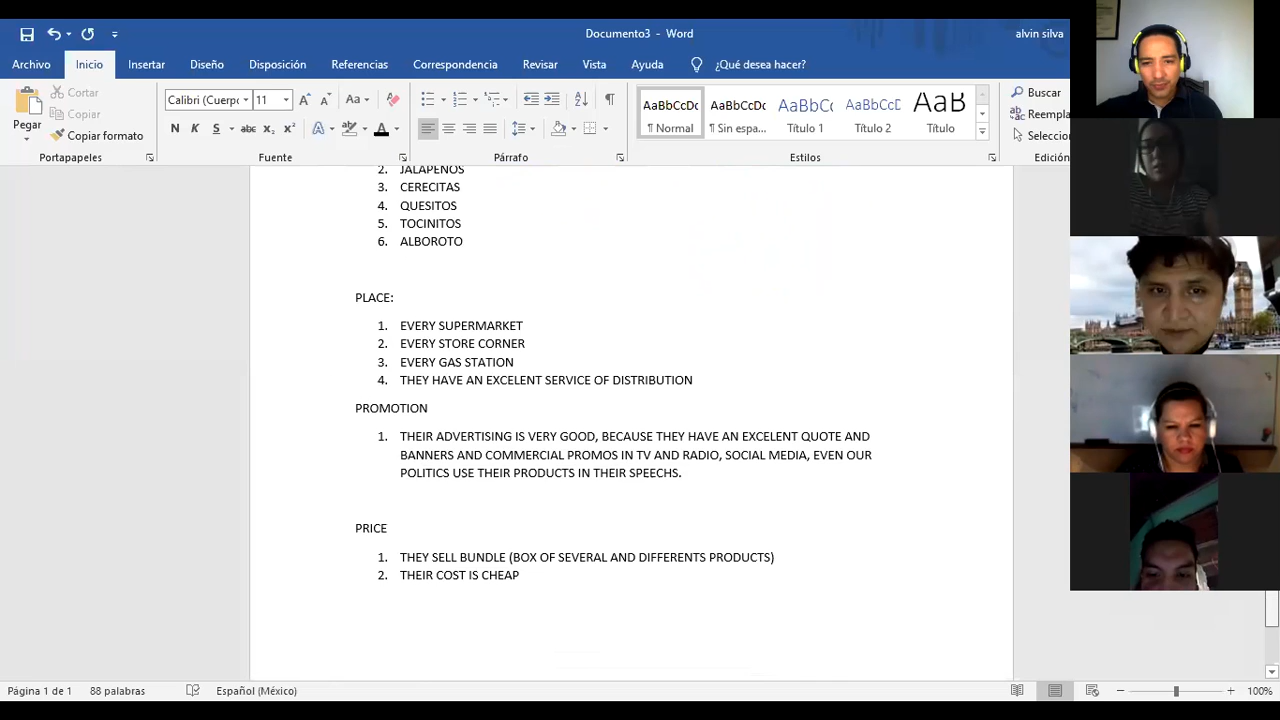 Documento3 - Word
alvin silva
Archivo Inicio Insertar Diseño Disposición Referencias Correspondencia Revisar Vista Ayuda ¿Qué desea hacer?
Pegar
Cortar
Copiar
Copiar formato
Portapapeles
Calibri (Cuerpo 11
Fuente
Párrafo
AaBbCcDc AaBbCcDc AaBbCc AaBbCcD AaB
¶ Normal ¶ Sin espa... Título 1 Título 2 Título
Estilos
Buscar
Reempla
Seleccio
Edición
2. JALAPEÑOS
3. CERECITAS
4. QUESITOS
5. TOCINITOS
6. ALBOROTO
PLACE:
1. EVERY SUPERMARKET
2. EVERY STORE CORNER
3. EVERY GAS STATION
4. THEY HAVE AN EXCELENT SERVICE OF DISTRIBUTION
PROMOTION
1. THEIR ADVERTISING IS VERY GOOD, BECAUSE THEY HAVE AN EXCELENT QUOTE AND
BANNERS AND COMMERCIAL PROMOS IN TV AND RADIO, SOCIAL MEDIA, EVEN OUR
POLITICS USE THEIR PRODUCTS IN THEIR SPEECHS.
PRICE
1. THEY SELL BUNDLE (BOX OF SEVERAL AND DIFFERENTS PRODUCTS)
2. THEIR COST IS CHEAP
Página 1 de 1 88 palabras Español (México) 100%